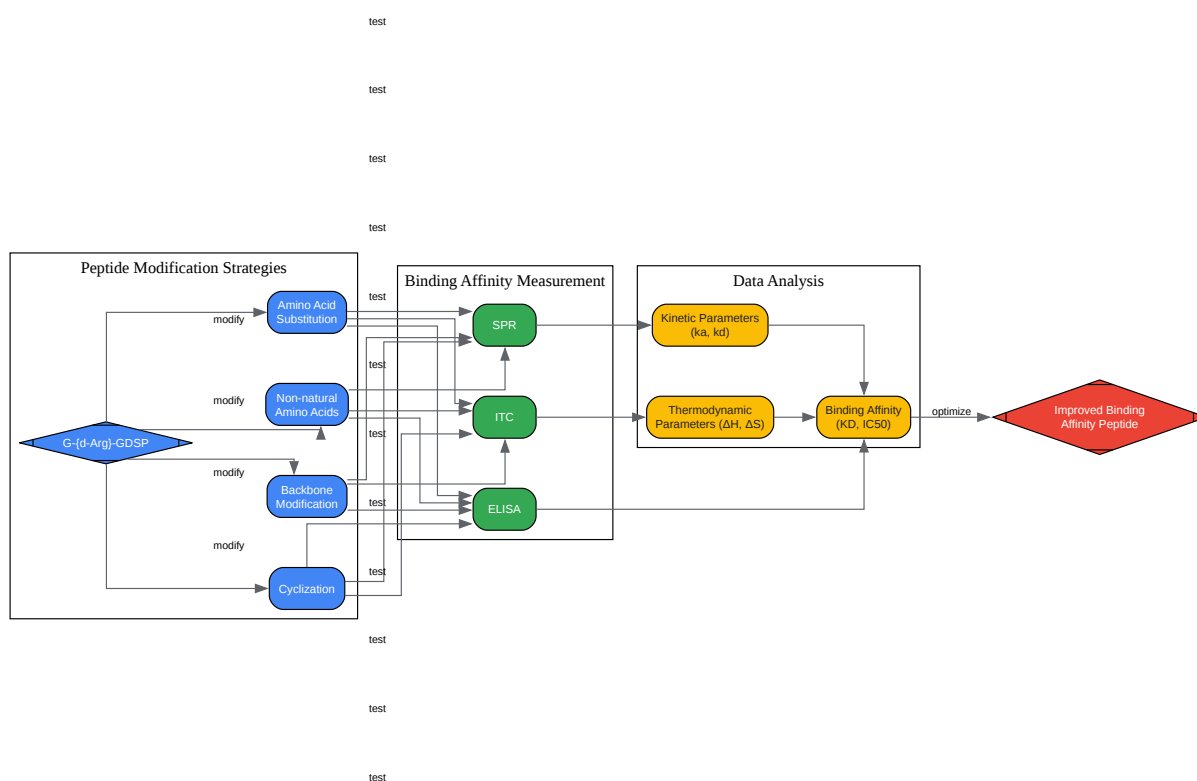 test
test
test
test
Peptide Modification Strategies
Binding Affinity Measurement
Data Analysis
Amino Acid
Substitution
modify
test
SPR
Kinetic Parameters
(ka, kd)
test
Non-natural
Amino Acids
modify
ITC
Thermodynamic
Parameters (ΔH, ΔS)
Binding Affinity
(KD, IC50)
optimize
Improved Binding
Affinity Peptide
G-{d-Arg}-GDSP
test
modify
Backbone
Modification
test
ELISA
modify
Cyclization
test
test
test
test